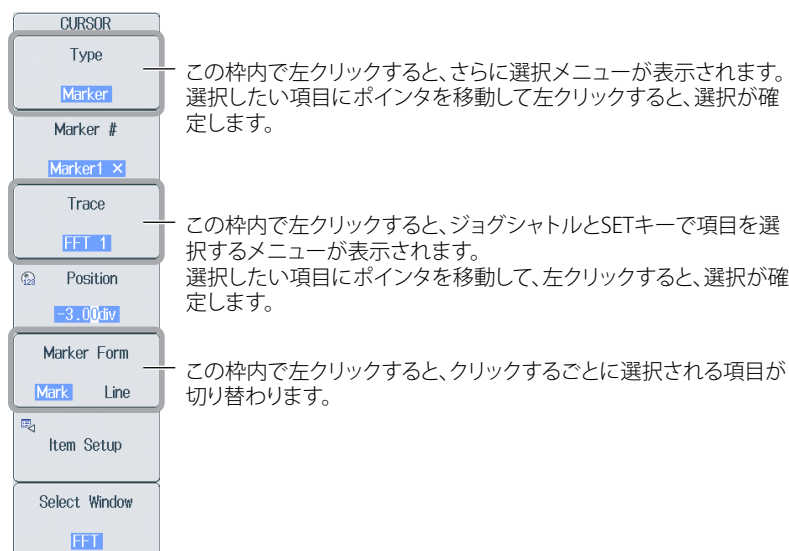 CURSOR
Type
Marker
この枠内で左クリックすると、さらに選択メニューが表示されます。
選択したい項目にポインタを移動して左クリックすると、選択が確
定します。
Marker #
Marker1 ×
Trace
FFT 1
この枠内で左クリックすると、ジョグシャトルとSETキーで項目を選
択するメニューが表示されます。
選択したい項目にポインタを移動して、左クリックすると、選択が確
定します。
123
Position
-3.00div
Marker Form
Mark Line
この枠内で左クリックすると、クリックするごとに選択される項目が
切り替わります。
Item Setup
Select Window
FFT